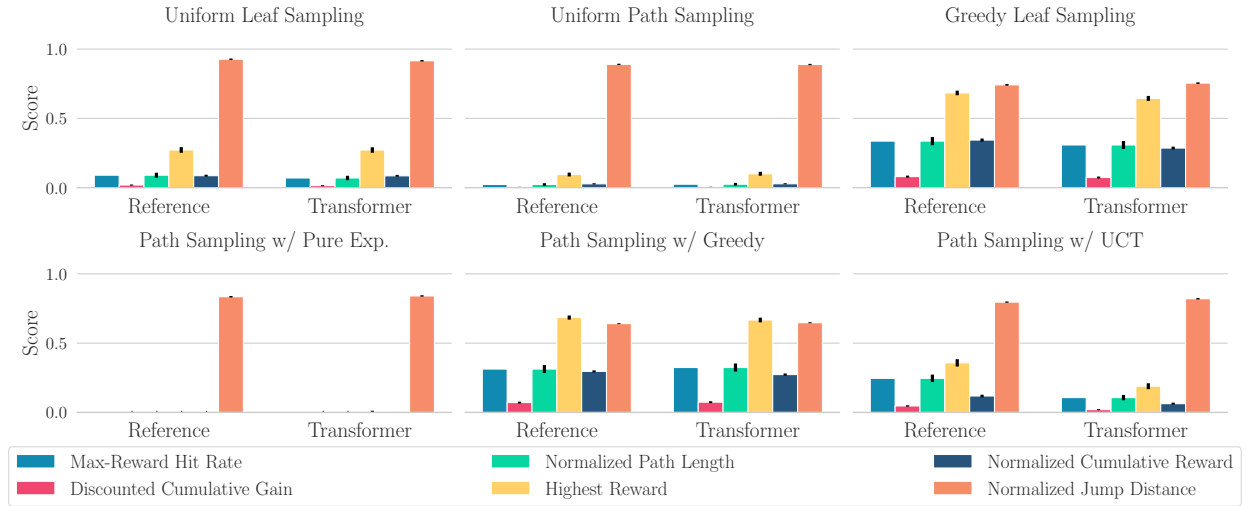 Uniform Leaf Sampling
Uniform Path Sampling
Greedy Leaf Sampling
1.0
0.5
0.0
Score
Reference
Transformer
Reference
Transformer
Reference
Transformer
Path Sampling w/ Pure Exp.
Path Sampling w/ Greedy
Path Sampling w/ UCT
1.0
0.5
0.0
Score
Reference
Transformer
Reference
Transformer
Reference
Transformer
Max-Reward Hit Rate
Discounted Cumulative Gain
Normalized Path Length
Highest Reward
Normalized Cumulative Reward
Normalized Jump Distance